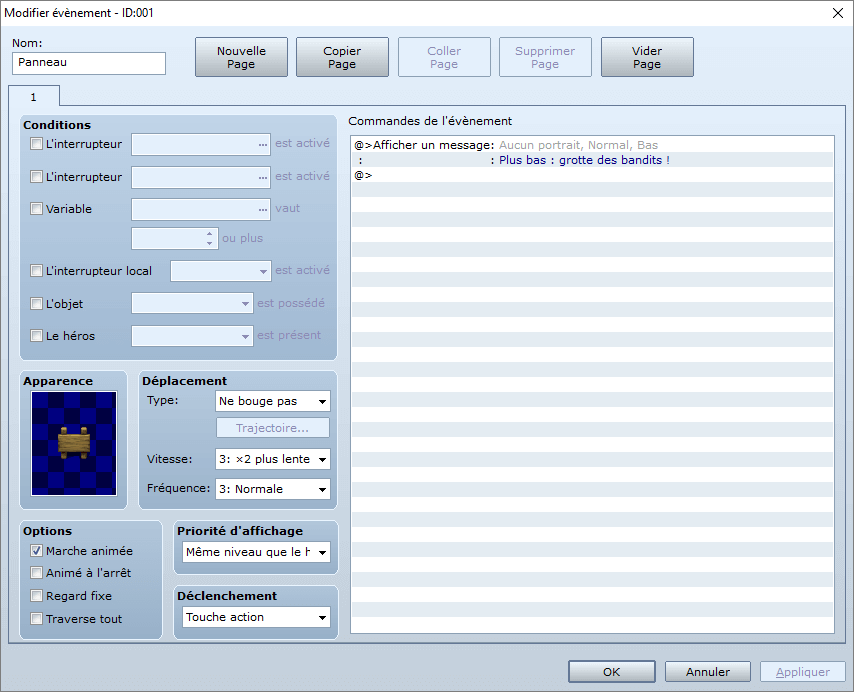 Modifier évènement - ID:001
Nom:
Panneau
Nouvelle Page
Copier Page
Coller Page
Supprimer Page
Vider Page
1
Conditions
L'interrupteur ... est activé
L'interrupteur ... est activé
Variable ... vaut
ou plus
L'interrupteur local est activé
L'objet est possédé
Le héros est présent
Apparence
Déplacement
Type: Ne bouge pas
Trajectoire...
Vitesse: 3: ×2 plus lente
Fréquence: 3: Normale
Options
Marche animée
Animé à l'arrêt
Regard fixe
Traverse tout
Priorité d'affichage
Même niveau que le h
Déclenchement
Touche action
Commandes de l'évènement
@>Afficher un message: Aucun portrait, Normal, Bas
: : Plus bas : grotte des bandits !
@>
OK
Annuler
Appliquer